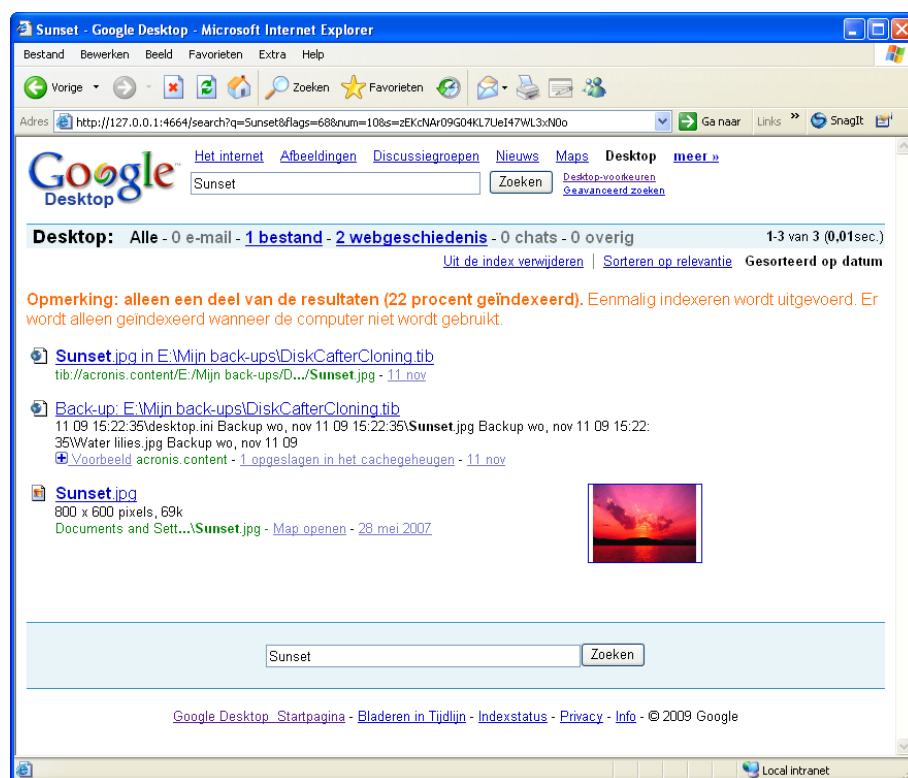 Sunset - Google Desktop - Microsoft Internet Explorer
Bestand Bewerken Beeld Favorieten Extra Help
Vorige Zoeken Favorieten
Adres http://127.0.0.1:4664/search?q=Sunset&flags=68&num=10&s=zEKcNAr09G04KL7UeI47WL3xN0o Ga naar Links » SnagIt
Google Desktop
Het internet Afbeeldingen Discussiegroepen Nieuws Maps Desktop meer »
Sunset Zoeken Desktop-voorkeuren
Geavanceerd zoeken
Desktop: Alle - 0 e-mail - 1 bestand - 2 webgeschiedenis - 0 chats - 0 overig 1-3 van 3 (0,01sec.)
Uit de index verwijderen | Sorteren op relevantie Gesorteerd op datum
Opmerking: alleen een deel van de resultaten (22 procent geïndexeerd). Eenmalig indexeren wordt uitgevoerd. Er
wordt alleen geïndexeerd wanneer de computer niet wordt gebruikt.
Sunset.jpg in E:\Mijn back-ups\DiskCafterCloning.tib
tib://acronis.content/E:/Mijn back-ups/D.../Sunset.jpg - 11 nov
Back-up: E:\Mijn back-ups\DiskCafterCloning.tib
11 09 15:22:35\desktop.ini Backup wo, nov 11 09 15:22:35\Sunset.jpg Backup wo, nov 11 09 15:22:
35\Water lilies.jpg Backup wo, nov 11 09
Voorbeeld acronis.content - 1 opgeslagen in het cachegeheugen - 11 nov
Sunset.jpg
800 x 600 pixels, 69k
Documents and Sett...\Sunset.jpg - Map openen - 28 mei 2007
Sunset Zoeken
Google Desktop Startpagina - Bladeren in Tijdlijn - Indexstatus - Privacy - Info - © 2009 Google
Local intranet